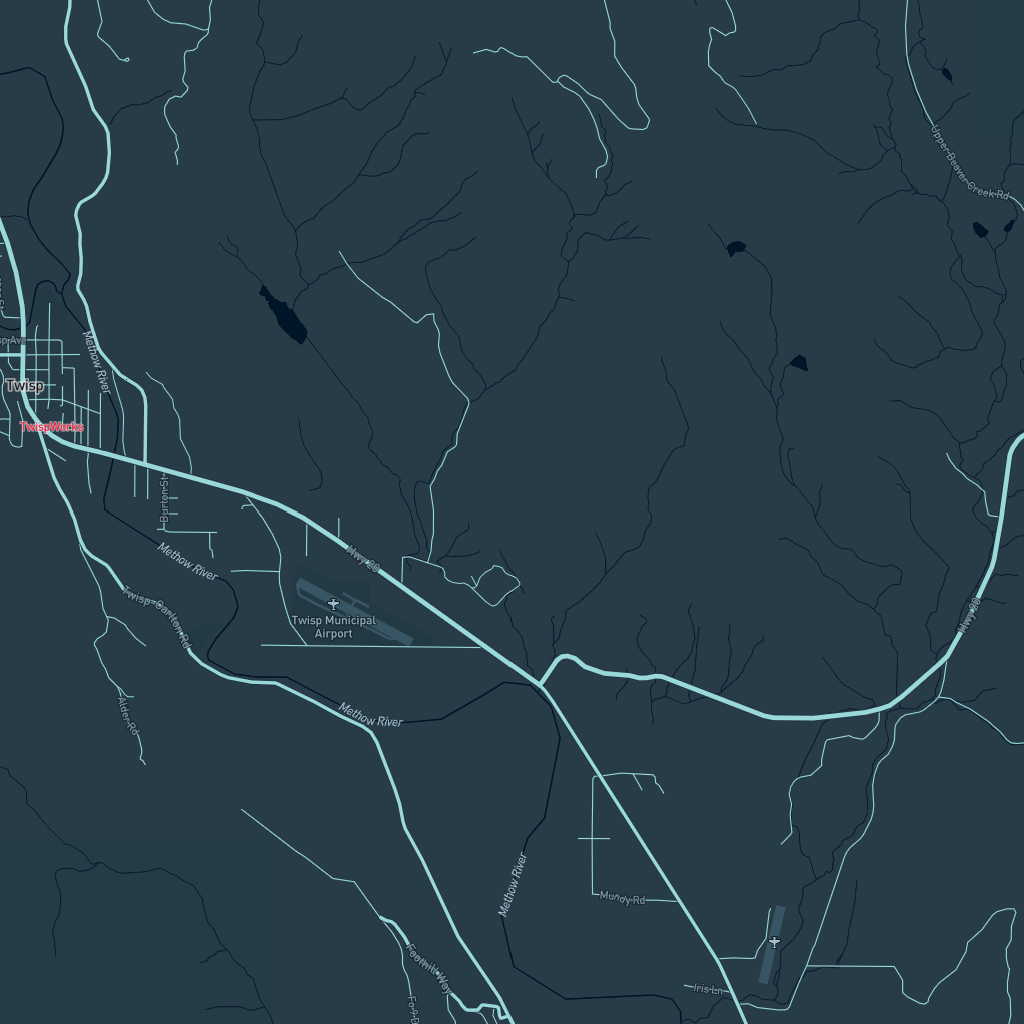 Upper Beaver Creek Rd
Methow River
Twisp
TwispWorks
Burton St
Methow River
Hwy 20
Twisp-Carlton Rd
Twisp Municipal
Airport
Hwy 20
Alder Rd
Methow River
Methow River
Mundy Rd
Foothill Way
Iris Ln